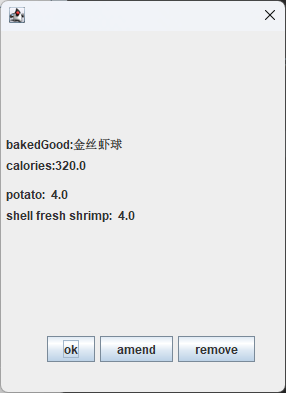 bakedGood:金丝虾球
calories:320.0
potato: 4.0
shell fresh shrimp: 4.0
ok amend remove